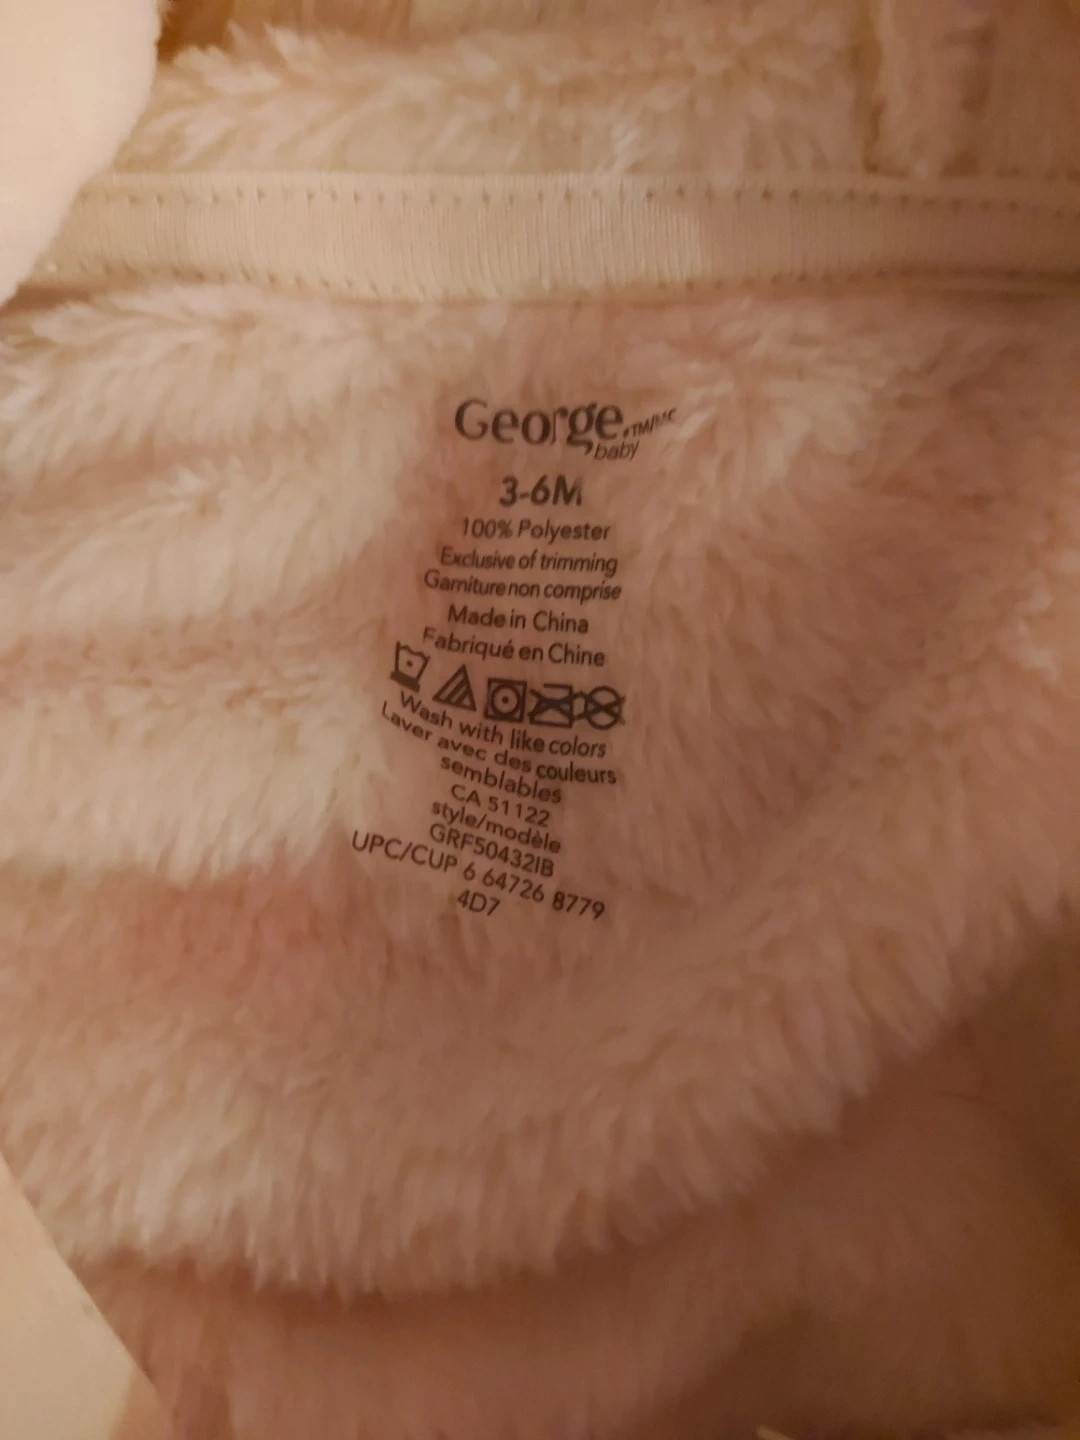 George.TM/MC
baby
3-6M
100% Polyester
Exclusive of trimming
Garniture non comprise
Made in China
Fabriqué en Chine
Wash with like colors
Laver avec des couleurs
semblables
CA 51122
style/modèle
GRF50432IB
UPC/CUP 6 64726 8779
4D7